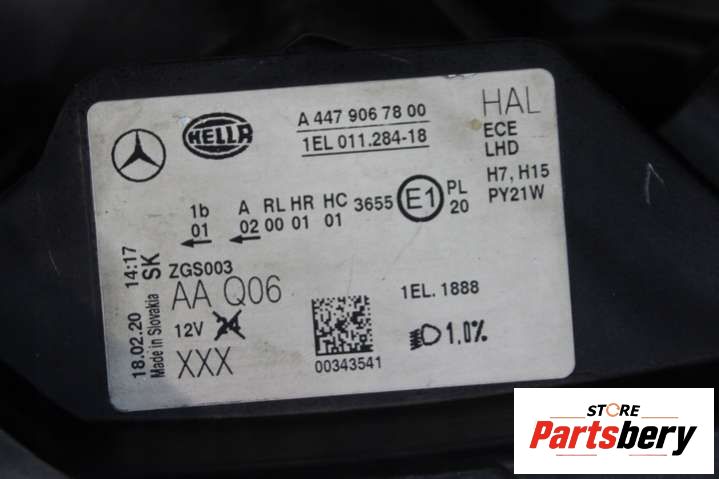 HELLA
A 447 906 78 00
1EL 011.284-18
HAL
ECE
LHD
H7, H15
PY21W
1b A RL HR HC 3655 E1 PL
01 02 00 01 01 20
ZGS003
AA Q06
12V 24
XXX
00343541
1EL. 1888
1.0%
18.02.20 14:17
Made in Slovakia SK
STORE
Partsbery